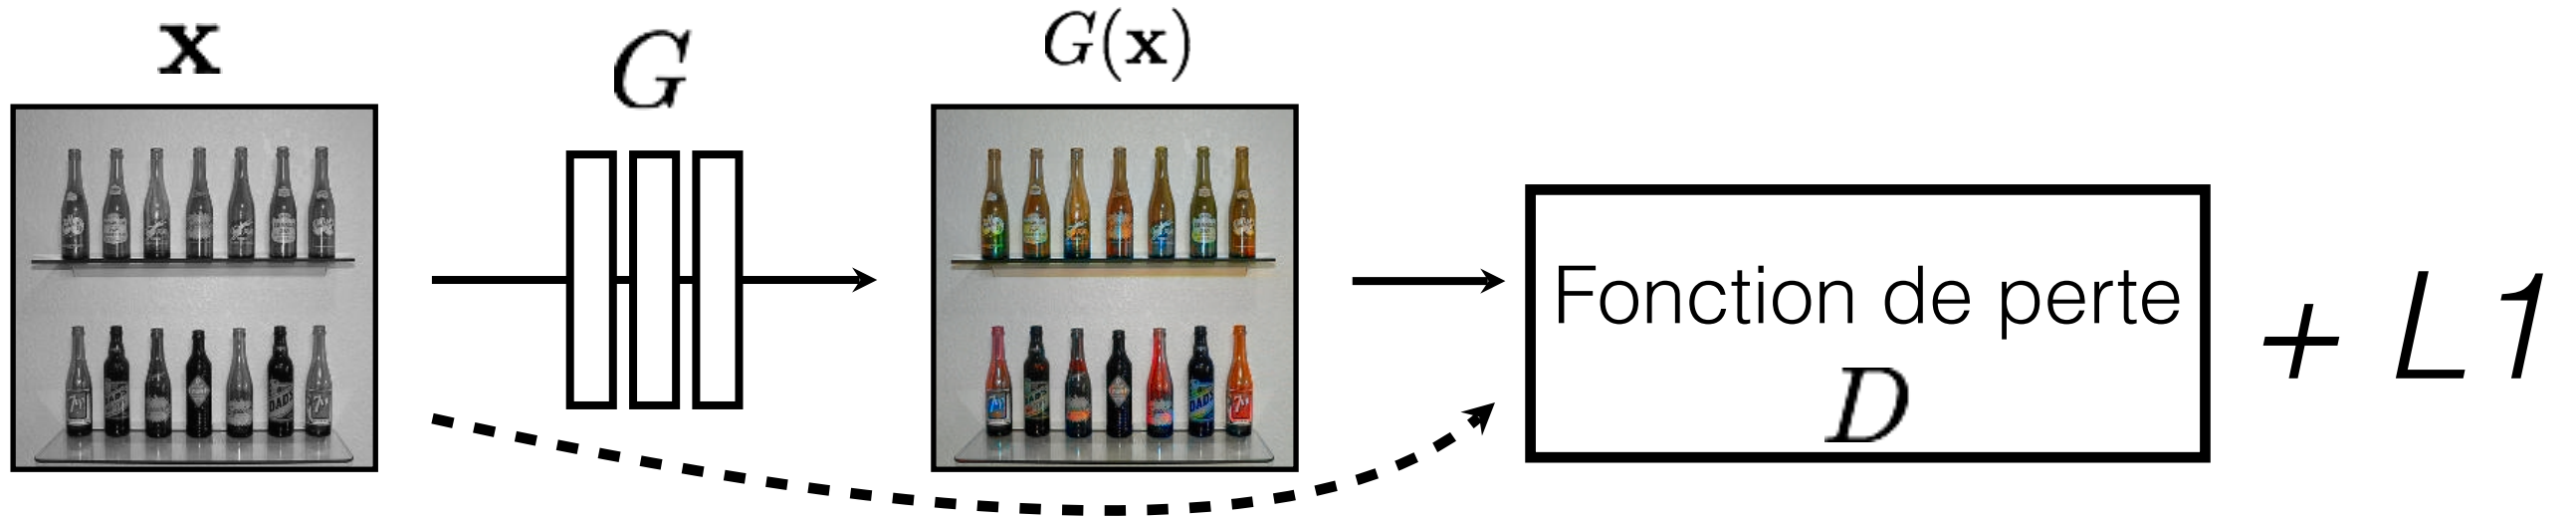 x
G
G(x)
Fonction de perte
D
+ L1